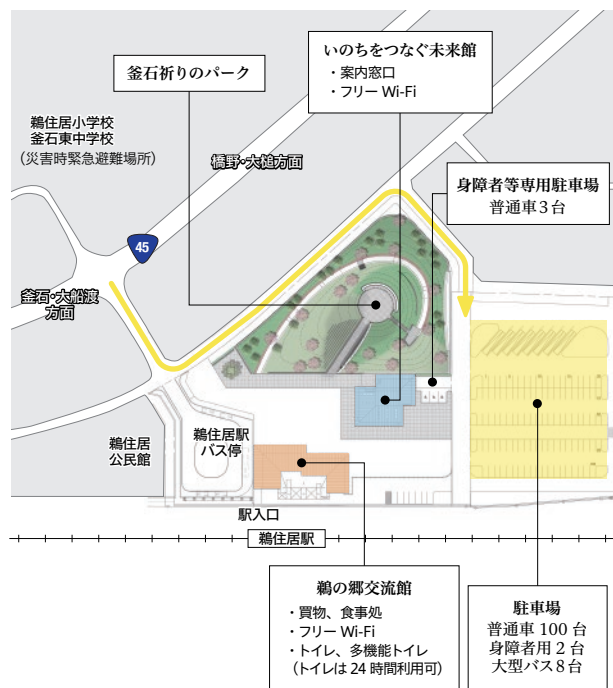 いのちをつなぐ未来館
・案内窓口
・フリー Wi-Fi
釜石祈りのパーク
鵜住居小学校
釜石東中学校
(災害時緊急避難場所)
橋野・大槌方面
身障者等専用駐車場
普通車３台
45
釜石・大船渡
方面
鵜住居
公民館
鵜住居駅
バス停
駅入口
鵜住居駅
鵜の郷交流館
・買物、食事処
・フリー Wi-Fi
・トイレ、多機能トイレ
(トイレは 24 時間利用可)
駐車場
普通車 100 台
身障者用 2 台
大型バス 8 台